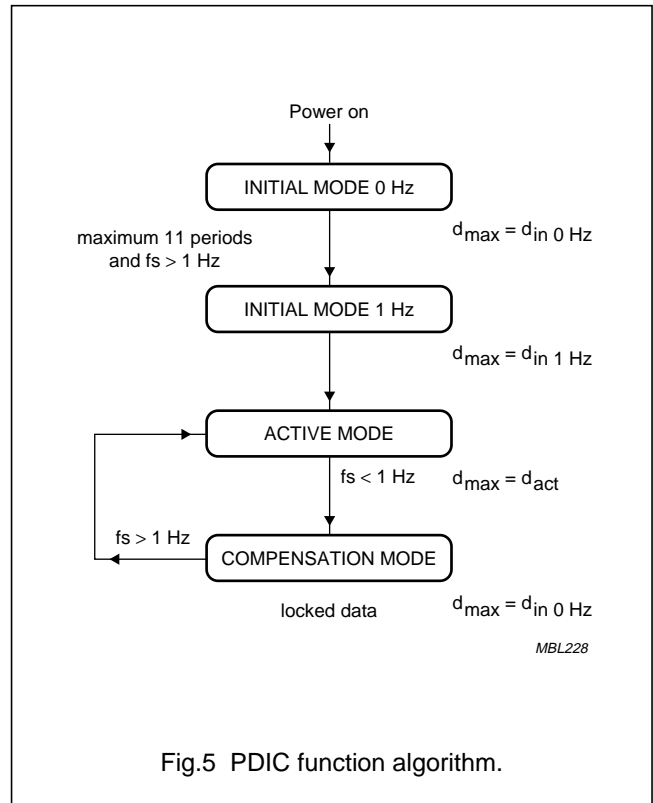 Power on
INITIAL MODE 0 Hz
dmax = din 0 Hz
maximum 11 periods
and fs > 1 Hz
INITIAL MODE 1 Hz
dmax = din 1 Hz
ACTIVE MODE
fs < 1 Hz
dmax = dact
fs > 1 Hz
COMPENSATION MODE
locked data
dmax = din 0 Hz
MBL228
Fig.5 PDIC function algorithm.